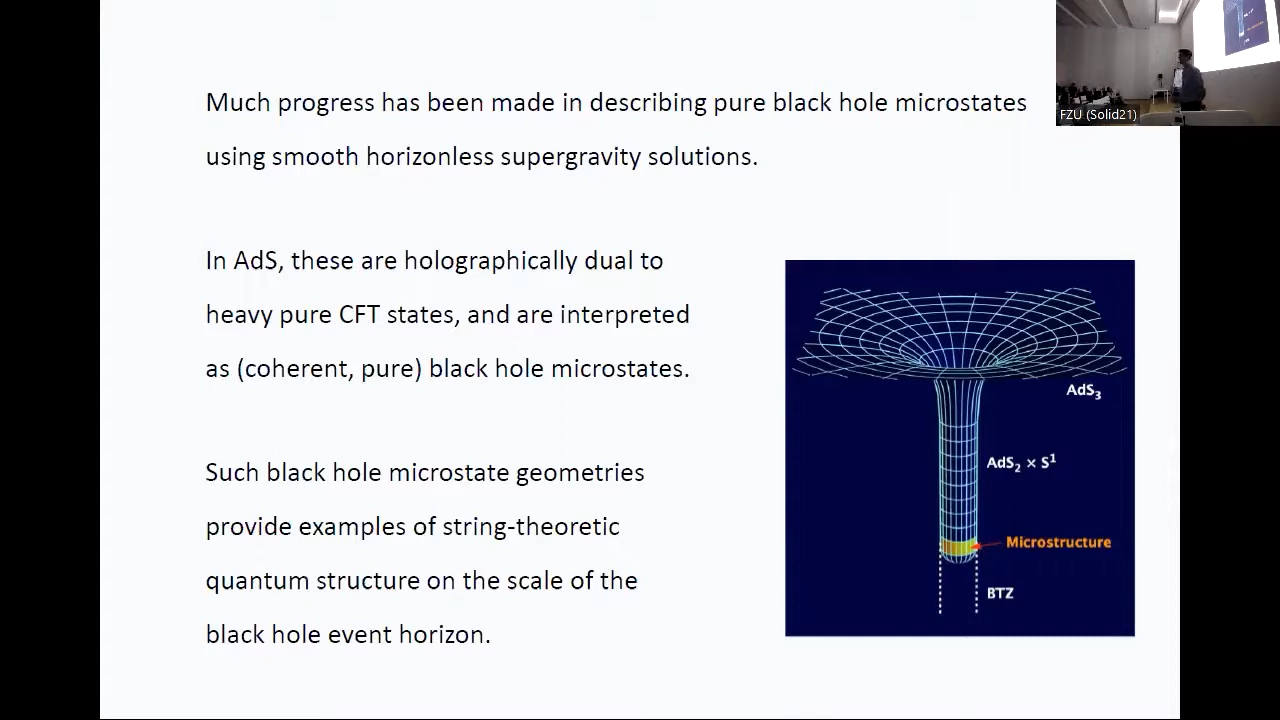 Much progress has been made in describing pure black hole microstates
using smooth horizonless supergravity solutions.
In AdS, these are holographically dual to
heavy pure CFT states, and are interpreted
as (coherent, pure) black hole microstates.
Such black hole microstate geometries
provide examples of string-theoretic
quantum structure on the scale of the
black hole event horizon.
AdS₃
AdS₂ × S¹
Microstructure
BTZ
FZU (Solid21)